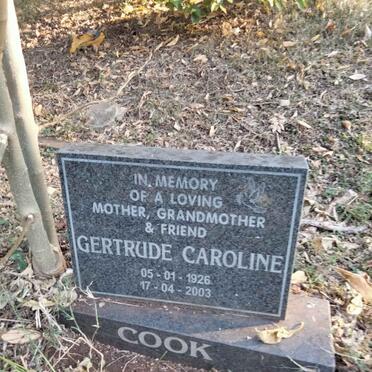 IN MEMORY
OF A LOVING
MOTHER, GRANDMOTHER
& FRIEND
GERTRUDE CAROLINE
05-01-1926
17-04-2003
COOK